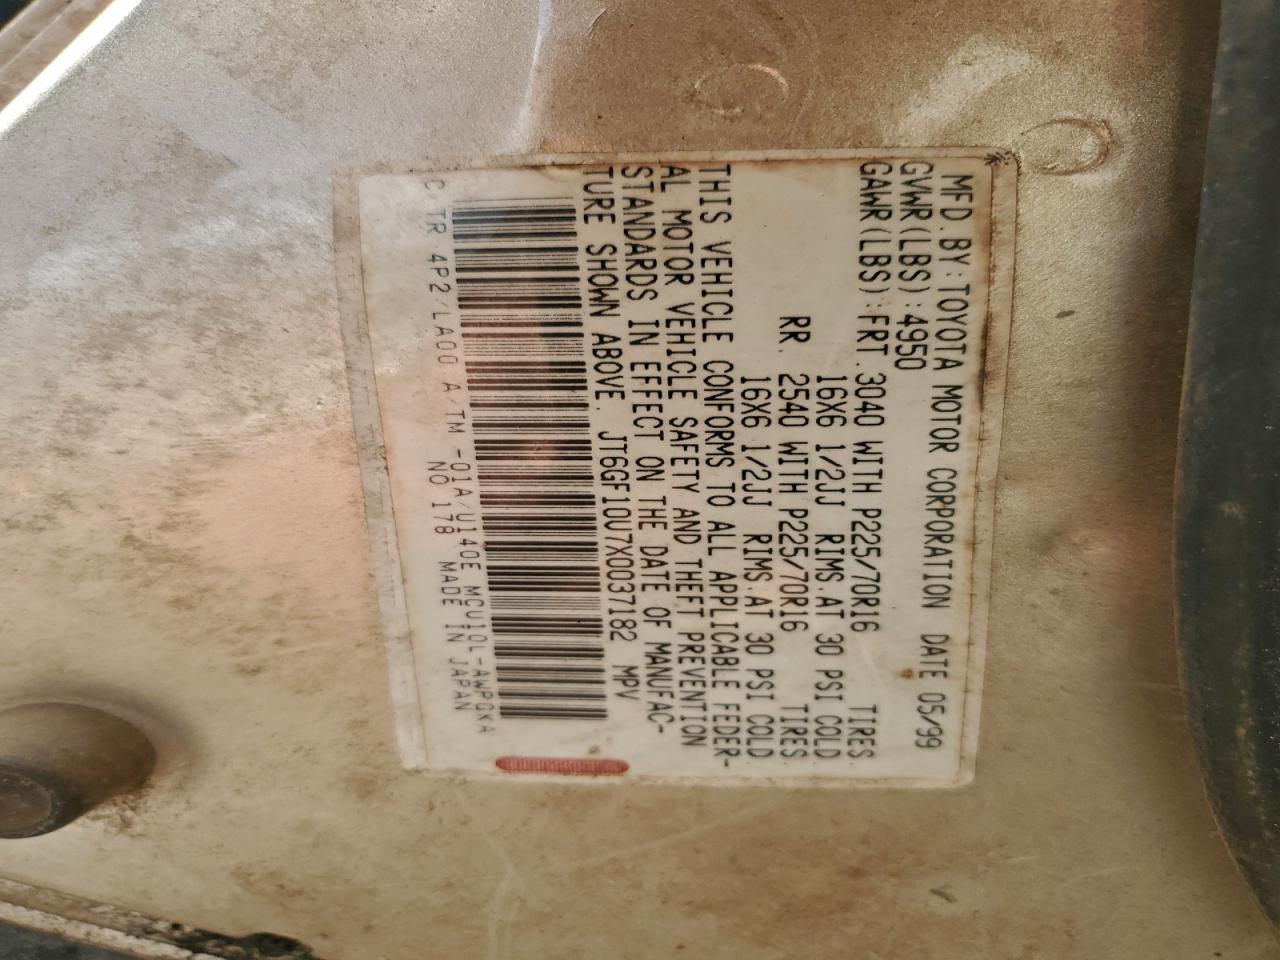 MFD.BY:TOYOTA MOTOR CORPORATION DATE 05/99
GVWR(LBS):4950
GAWR(LBS):FRT.3040 WITH P225/70R16 TIRES.
16X6 1/2JJ RIMS.AT 30 PSI COLD
RR. 2540 WITH P225/70R16 TIRES
16X6 1/2JJ RIMS.AT 30 PSI COLD.
THIS VEHICLE CONFORMS TO ALL APPLICABLE FEDER-
AL MOTOR VEHICLE SAFETY AND THEFT PREVENTION
STANDARDS IN EFFECT ON THE DATE OF MANUFAC-
TURE SHOWN ABOVE. JT6GF10U7X0037182 MPV
C/TR 4P2/LA00 A/TM -01A/U140E MCU10L-AWPGKA
NO 178 MADE IN JAPAN